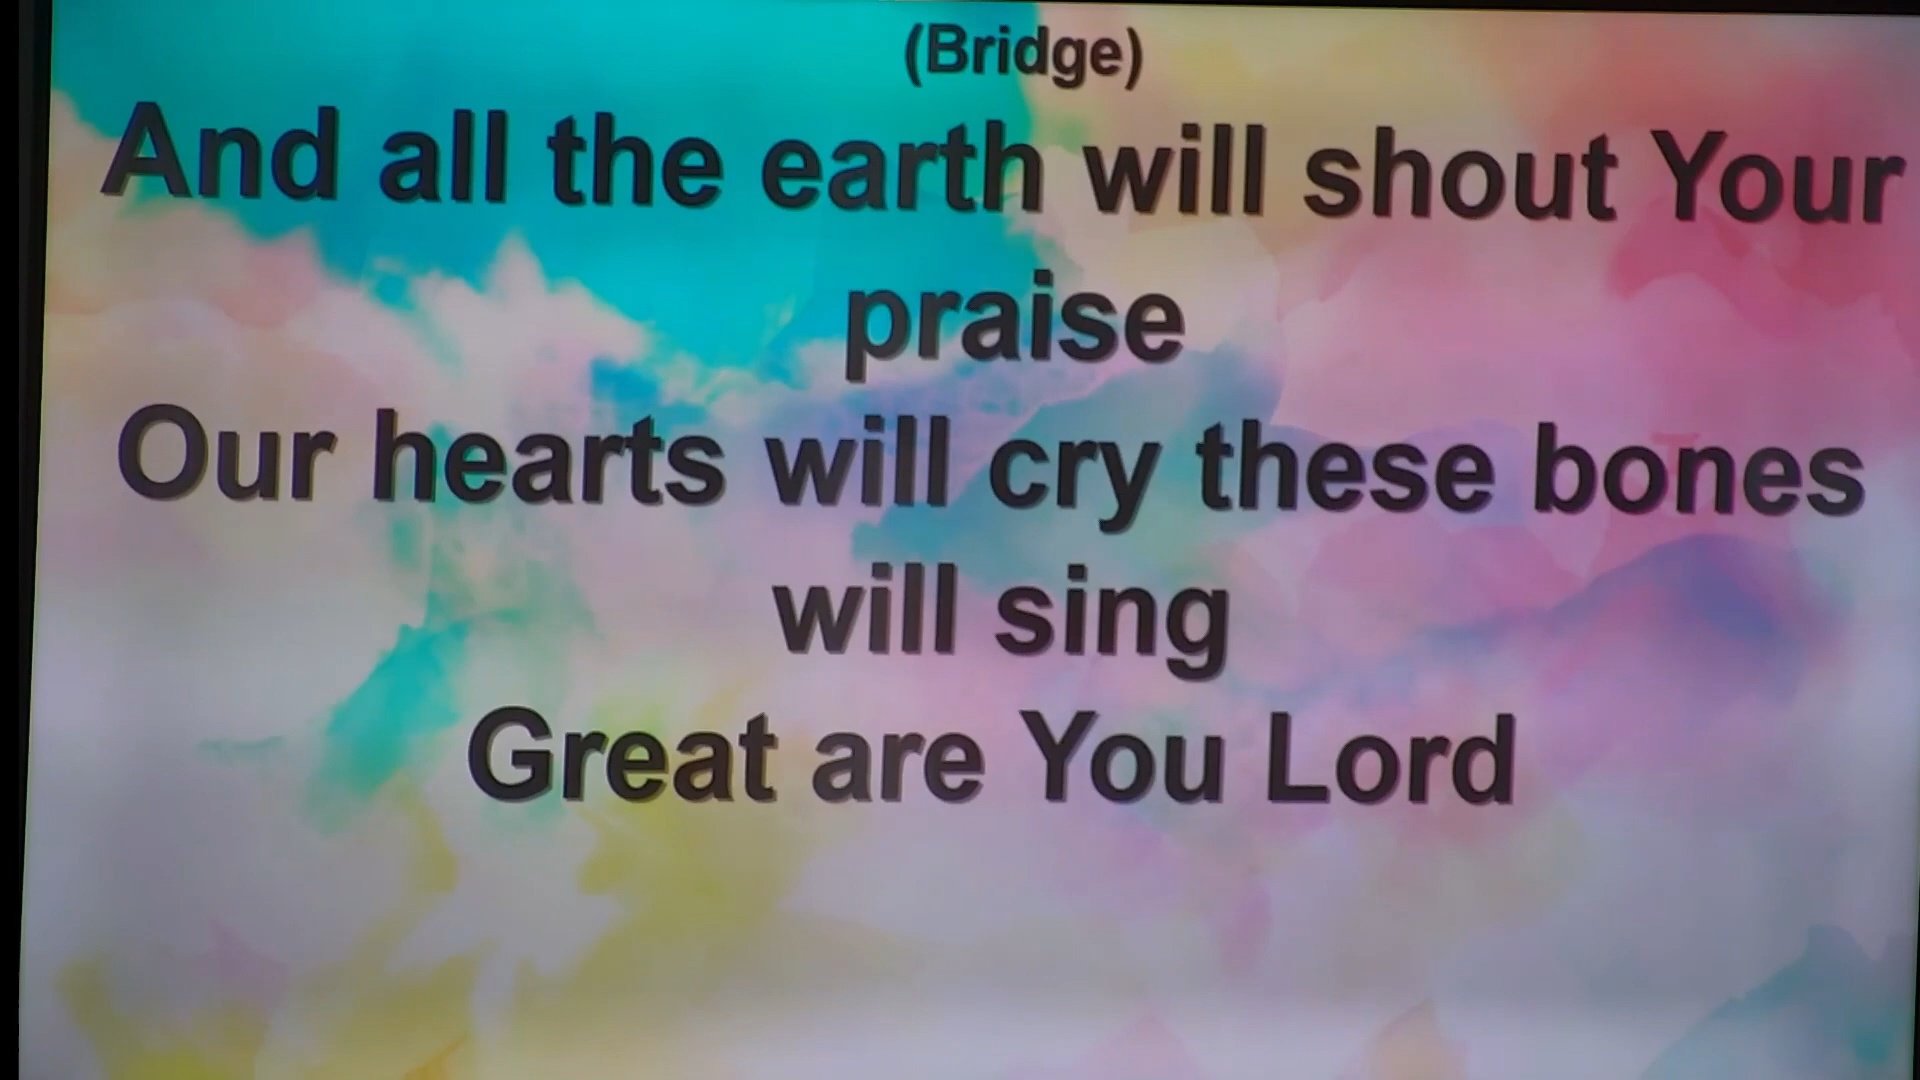 (Bridge)
And all the earth will shout Your
praise
Our hearts will cry these bones
will sing
Great are You Lord